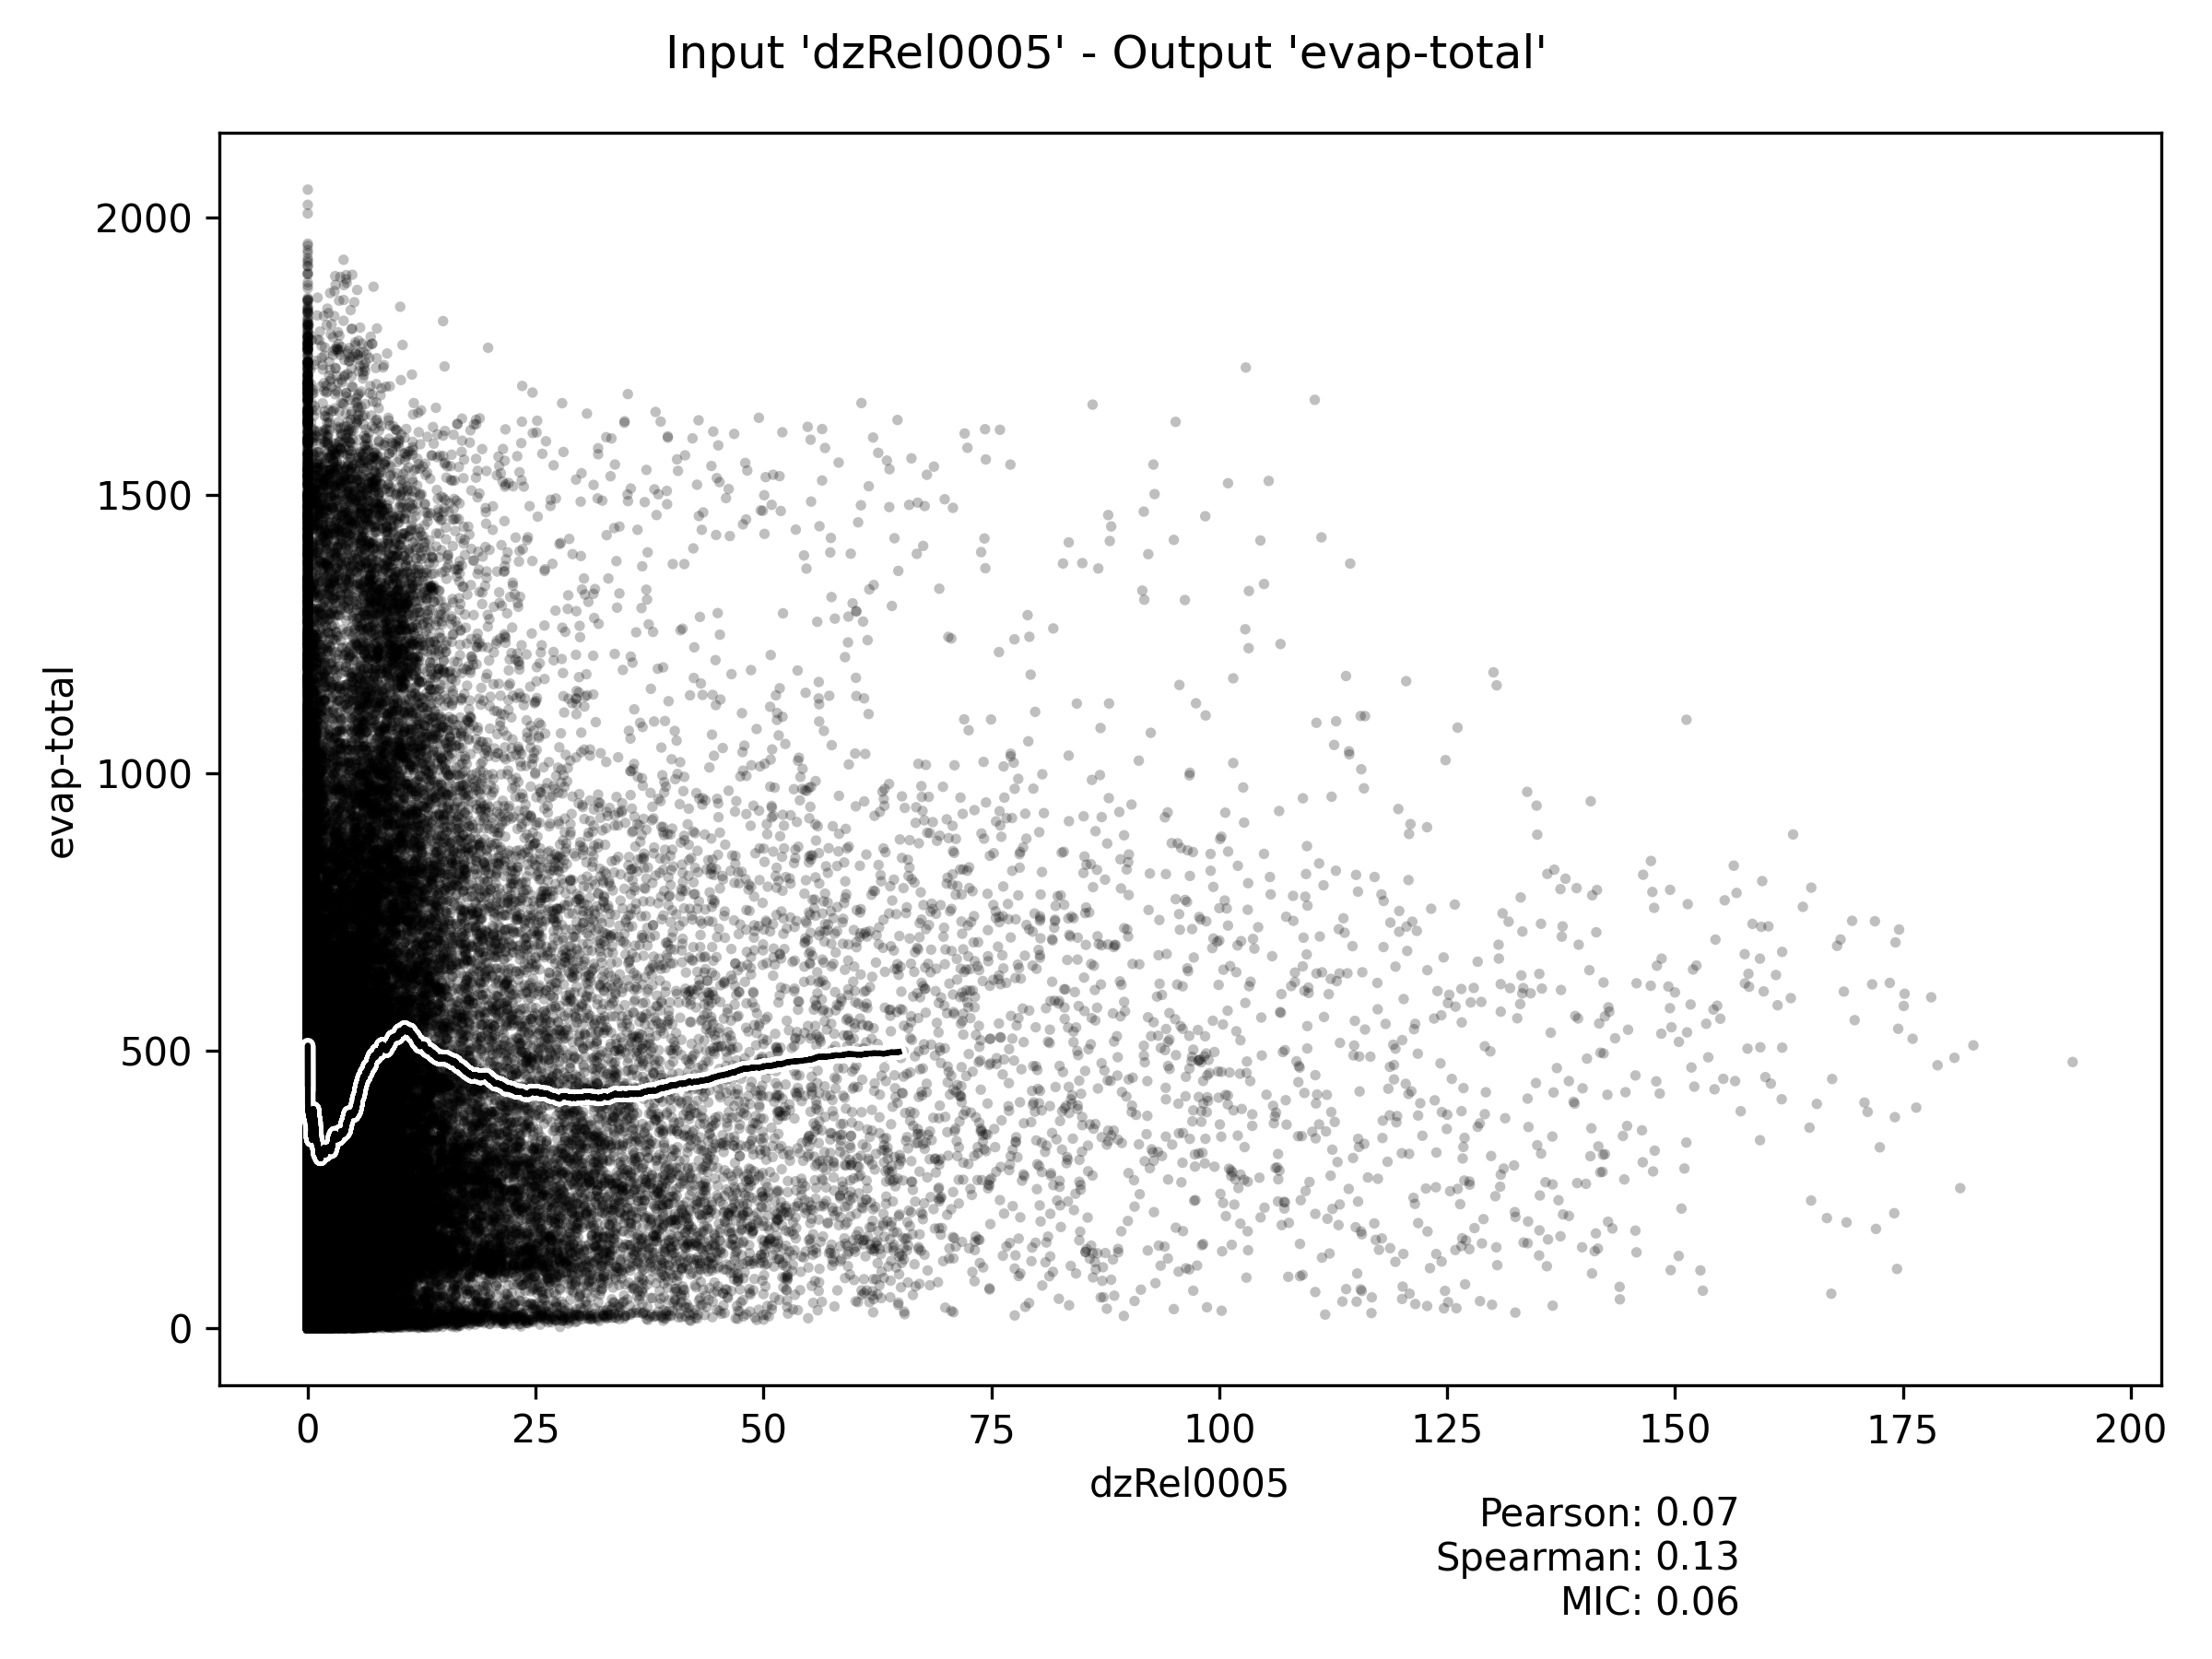 Input 'dzRel0005' - Output 'evap-total'
2000
1500
1000
500
0
evap-total
0 25 50 75 100 125 150 175 200
dzRel0005
Pearson: 0.07
Spearman: 0.13
MIC: 0.06